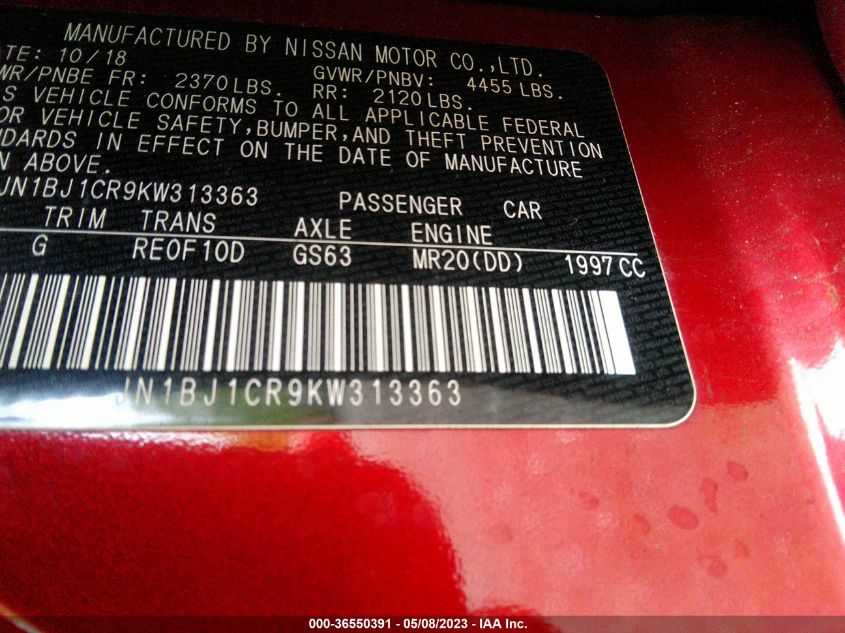 MANUFACTURED BY NISSAN MOTOR CO.,LTD.
ATE: 10/18
WR/PNBE FR: 2370LBS. GVWR/PNBV: 4455 LBS.
RR: 2120LBS.
S VEHICLE CONFORMS TO ALL APPLICABLE FEDERAL
OR VEHICLE SAFETY,BUMPER,AND THEFT PREVENTION
NDARDS IN EFFECT ON THE DATE OF MANUFACTURE
N ABOVE.
JN1BJ1CR9KW313363 PASSENGER CAR
TRIM TRANS AXLE ENGINE
G RE0F10D GS63 MR20(DD) 1997CC
JN1BJ1CR9KW313363
000-36550391 - 05/08/2023 - IAA Inc.